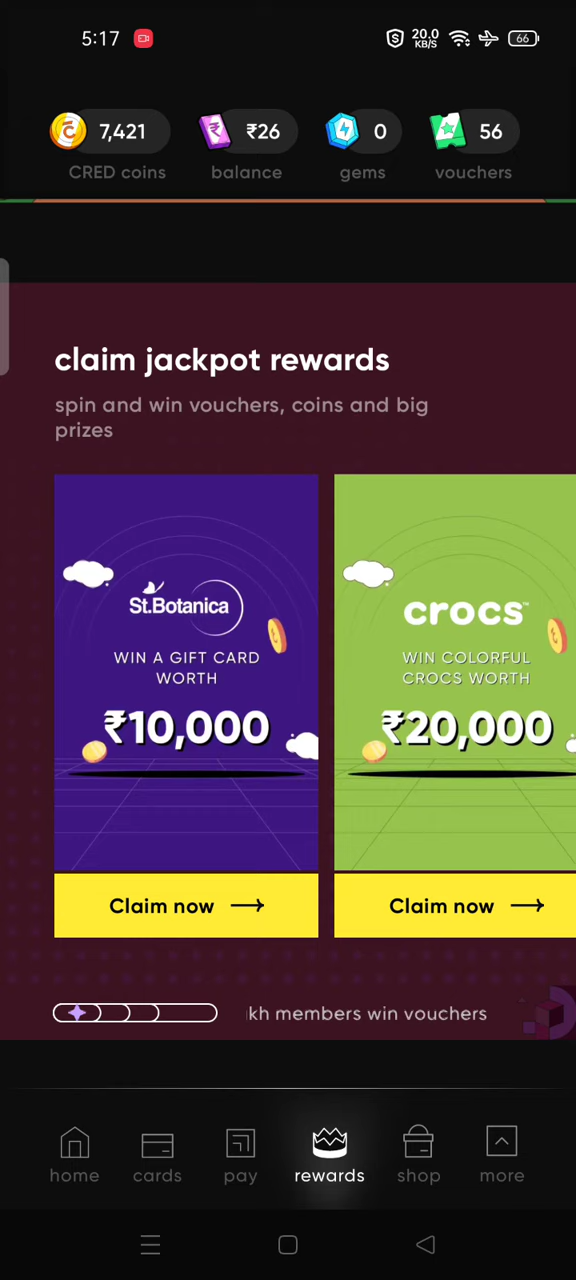 5:17
20.0
KB/S
66
7,421
₹26
0
56
CRED coins
balance
gems
vouchers
claim jackpot rewards
spin and win vouchers, coins and big
prizes
St.Botanica
WIN A GIFT CARD
WORTH
₹10,000
Claim now
crocs™
WIN COLORFUL
CROCS WORTH
₹20,000
Claim now
kh members win vouchers
home
cards
pay
rewards
shop
more